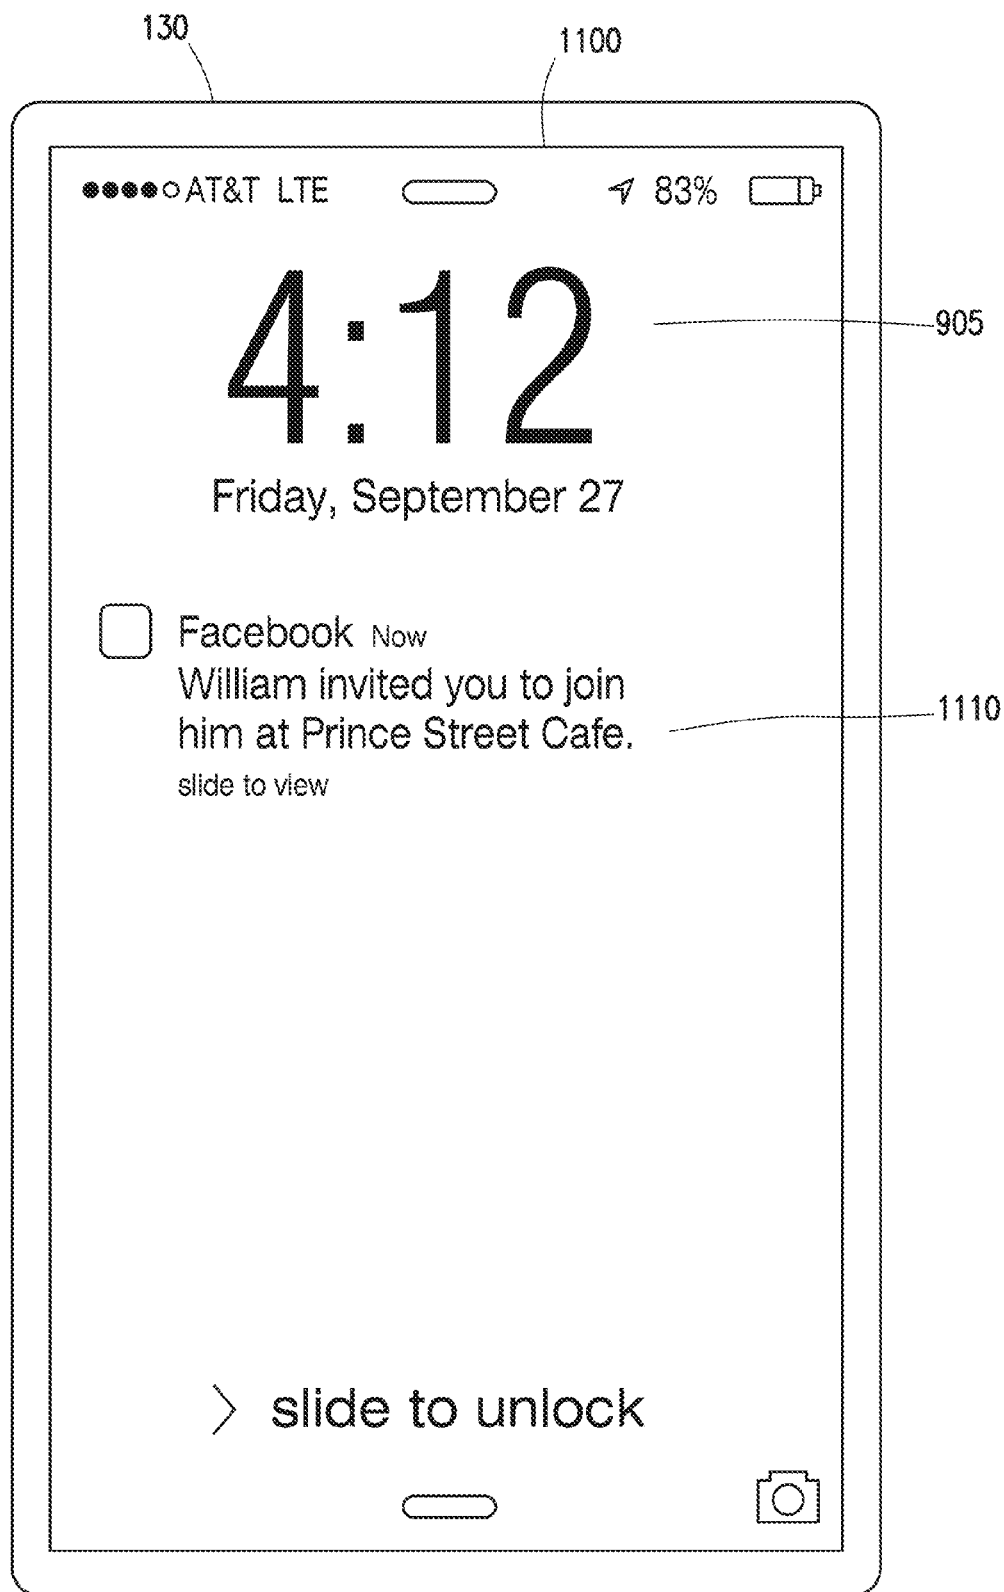 130
1100
AT&T LTE 83%
4:12
905
Friday, September 27
Facebook Now
William invited you to join
him at Prince Street Cafe.
1110
slide to view
> slide to unlock